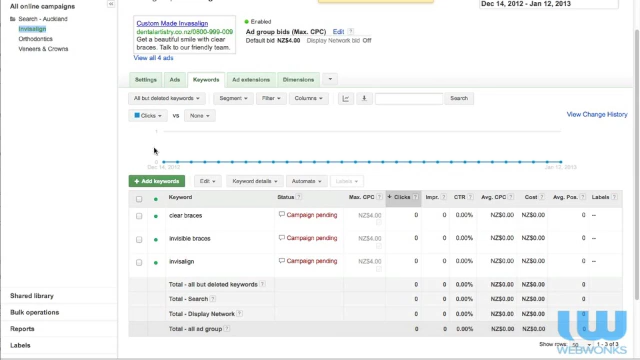 All online campaigns
Search - Auckland
Invisalign
Orthodontics
Veneers & Crowns
Custom Made Invasalign
dentalartistry.co.nz/0800-999-009
Get a beautiful smile with clear
braces. Talk to our friendly team.
View all 4 ads
Enabled
Ad group bids (Max. CPC) Edit ?
Default bid NZ$4.00 Display Network bid Off
Dec 14, 2012 - Jan 12, 2013
Settings Ads Keywords Ad extensions Dimensions
All but deleted keywords Segment Filter Columns Search
Clicks vs None
View Change History
1
0
Dec 14, 2012 Jan 12, 2013
+ Add keywords Edit Keyword details Automate Labels
Keyword Status ? Max. CPC ? Clicks ? Impr. ? CTR ? Avg. CPC ? Cost ? Avg. Pos. ? Labels ?
clear braces Campaign pending NZ$4.00 0 0 0.00% NZ$0.00 NZ$0.00 0 --
invisible braces Campaign pending NZ$4.00 0 0 0.00% NZ$0.00 NZ$0.00 0 --
invisalign Campaign pending NZ$4.00 0 0 0.00% NZ$0.00 NZ$0.00 0 --
Total - all but deleted keywords ? 0 0 0.00% NZ$0.00 NZ$0.00 0
Total - Search ? 0 0 0.00% NZ$0.00 NZ$0.00 0
Total - Display Network ? 0 0 0.00% NZ$0.00 NZ$0.00 0
Total - all ad group ? 0 0 0.00% NZ$0.00 NZ$0.00 0
Show rows: 50 1 - 3 of 3
Shared library
Bulk operations
Reports
Labels
WEBWONKS